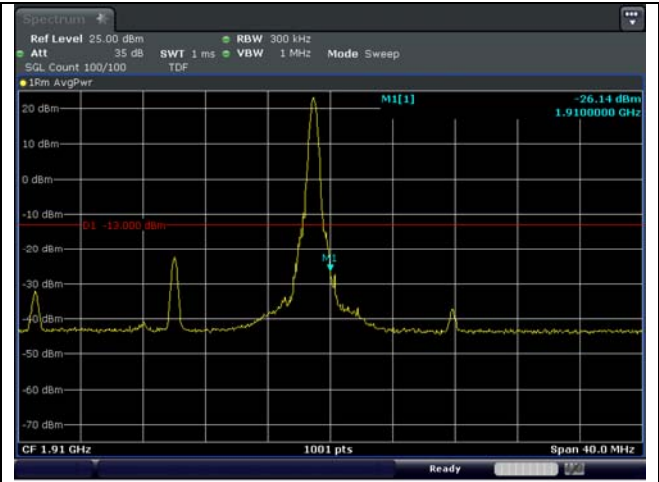 Spectrum
Ref Level 25.00 dBm RBW 300 kHz
Att 35 dB SWT 1 ms VBW 1 MHz Mode Sweep
SGL Count 100/100 TDF
1Rm AvgPwr
M1[1] -26.14 dBm
1.9100000 GHz
20 dBm
10 dBm
0 dBm
-10 dBm
D1 -13.000 dBm
-20 dBm
M1
-30 dBm
-40 dBm
-50 dBm
-60 dBm
-70 dBm
CF 1.91 GHz 1001 pts Span 40.0 MHz
Ready